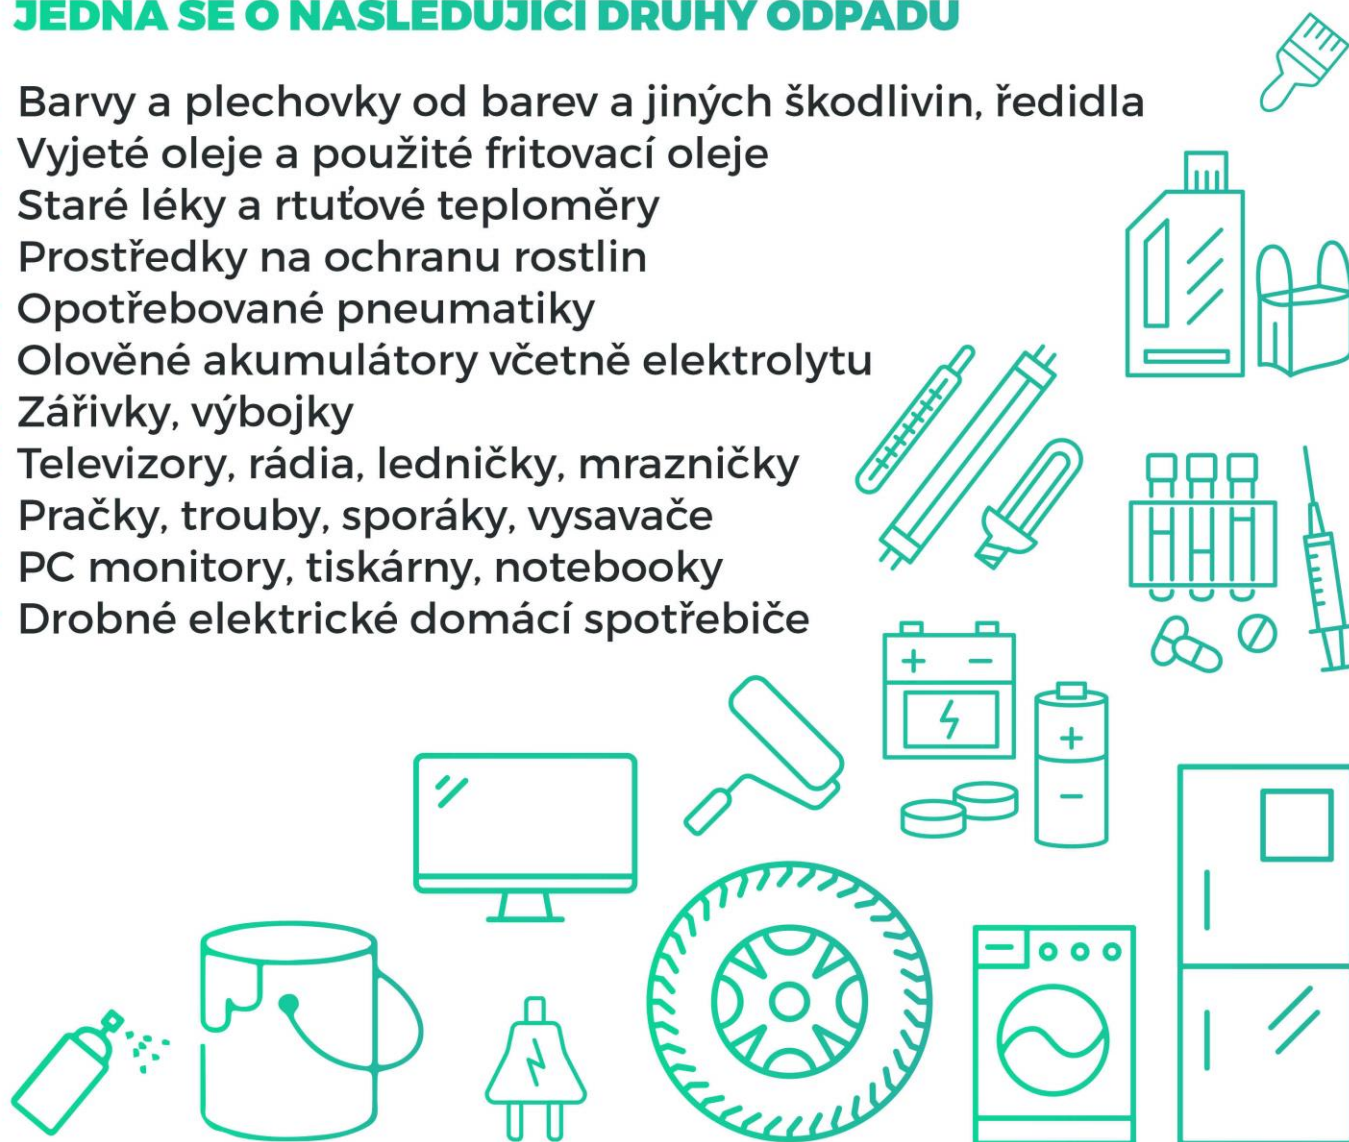 JEDNÁ SE O NÁSLEDUJÍCÍ DRUHY ODPADU
Barvy a plechovky od barev a jiných škodlivin, ředidla
Vyjeté oleje a použité fritovací oleje
Staré léky a rtuťové teploměry
Prostředky na ochranu rostlin
Opotřebované pneumatiky
Olověné akumulátory včetně elektrolytu
Zářivky, výbojky
Televizory, rádia, ledničky, mrazničky
Pračky, trouby, sporáky, vysavače
PC monitory, tiskárny, notebooky
Drobné elektrické domácí spotřebiče